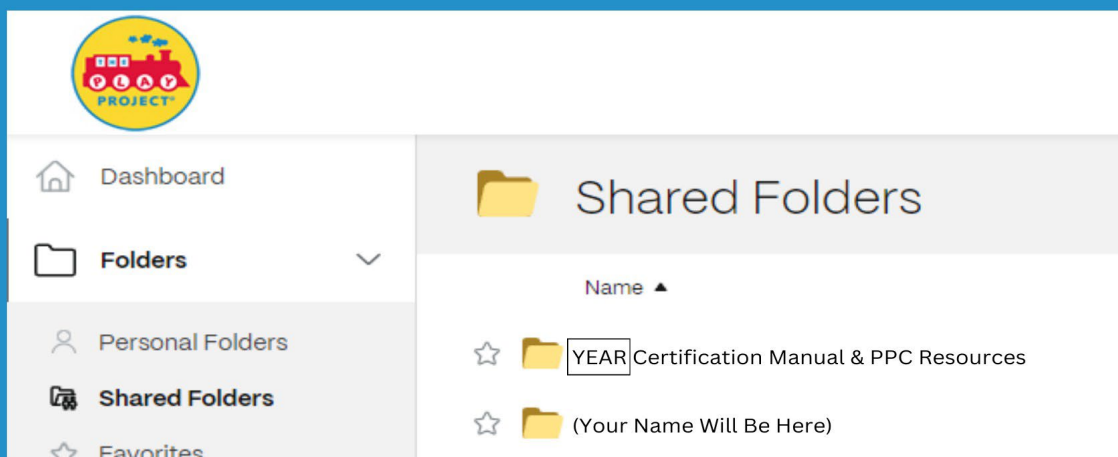 THE
PLAY
PROJECT
Dashboard
Folders
Personal Folders
Shared Folders
Favorites
Shared Folders
Name ▲
YEAR Certification Manual & PPC Resources
(Your Name Will Be Here)